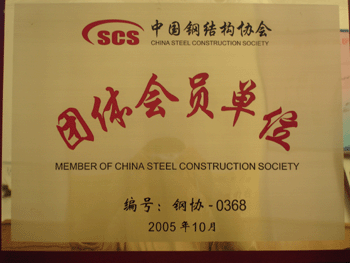 SCS 中国钢结构协会
CHINA STEEL CONSTRUCTION SOCIETY
团体会员单位
MEMBER OF CHINA STEEL CONSTRUCTION SOCIETY
编号：钢协-0368
2005年10月